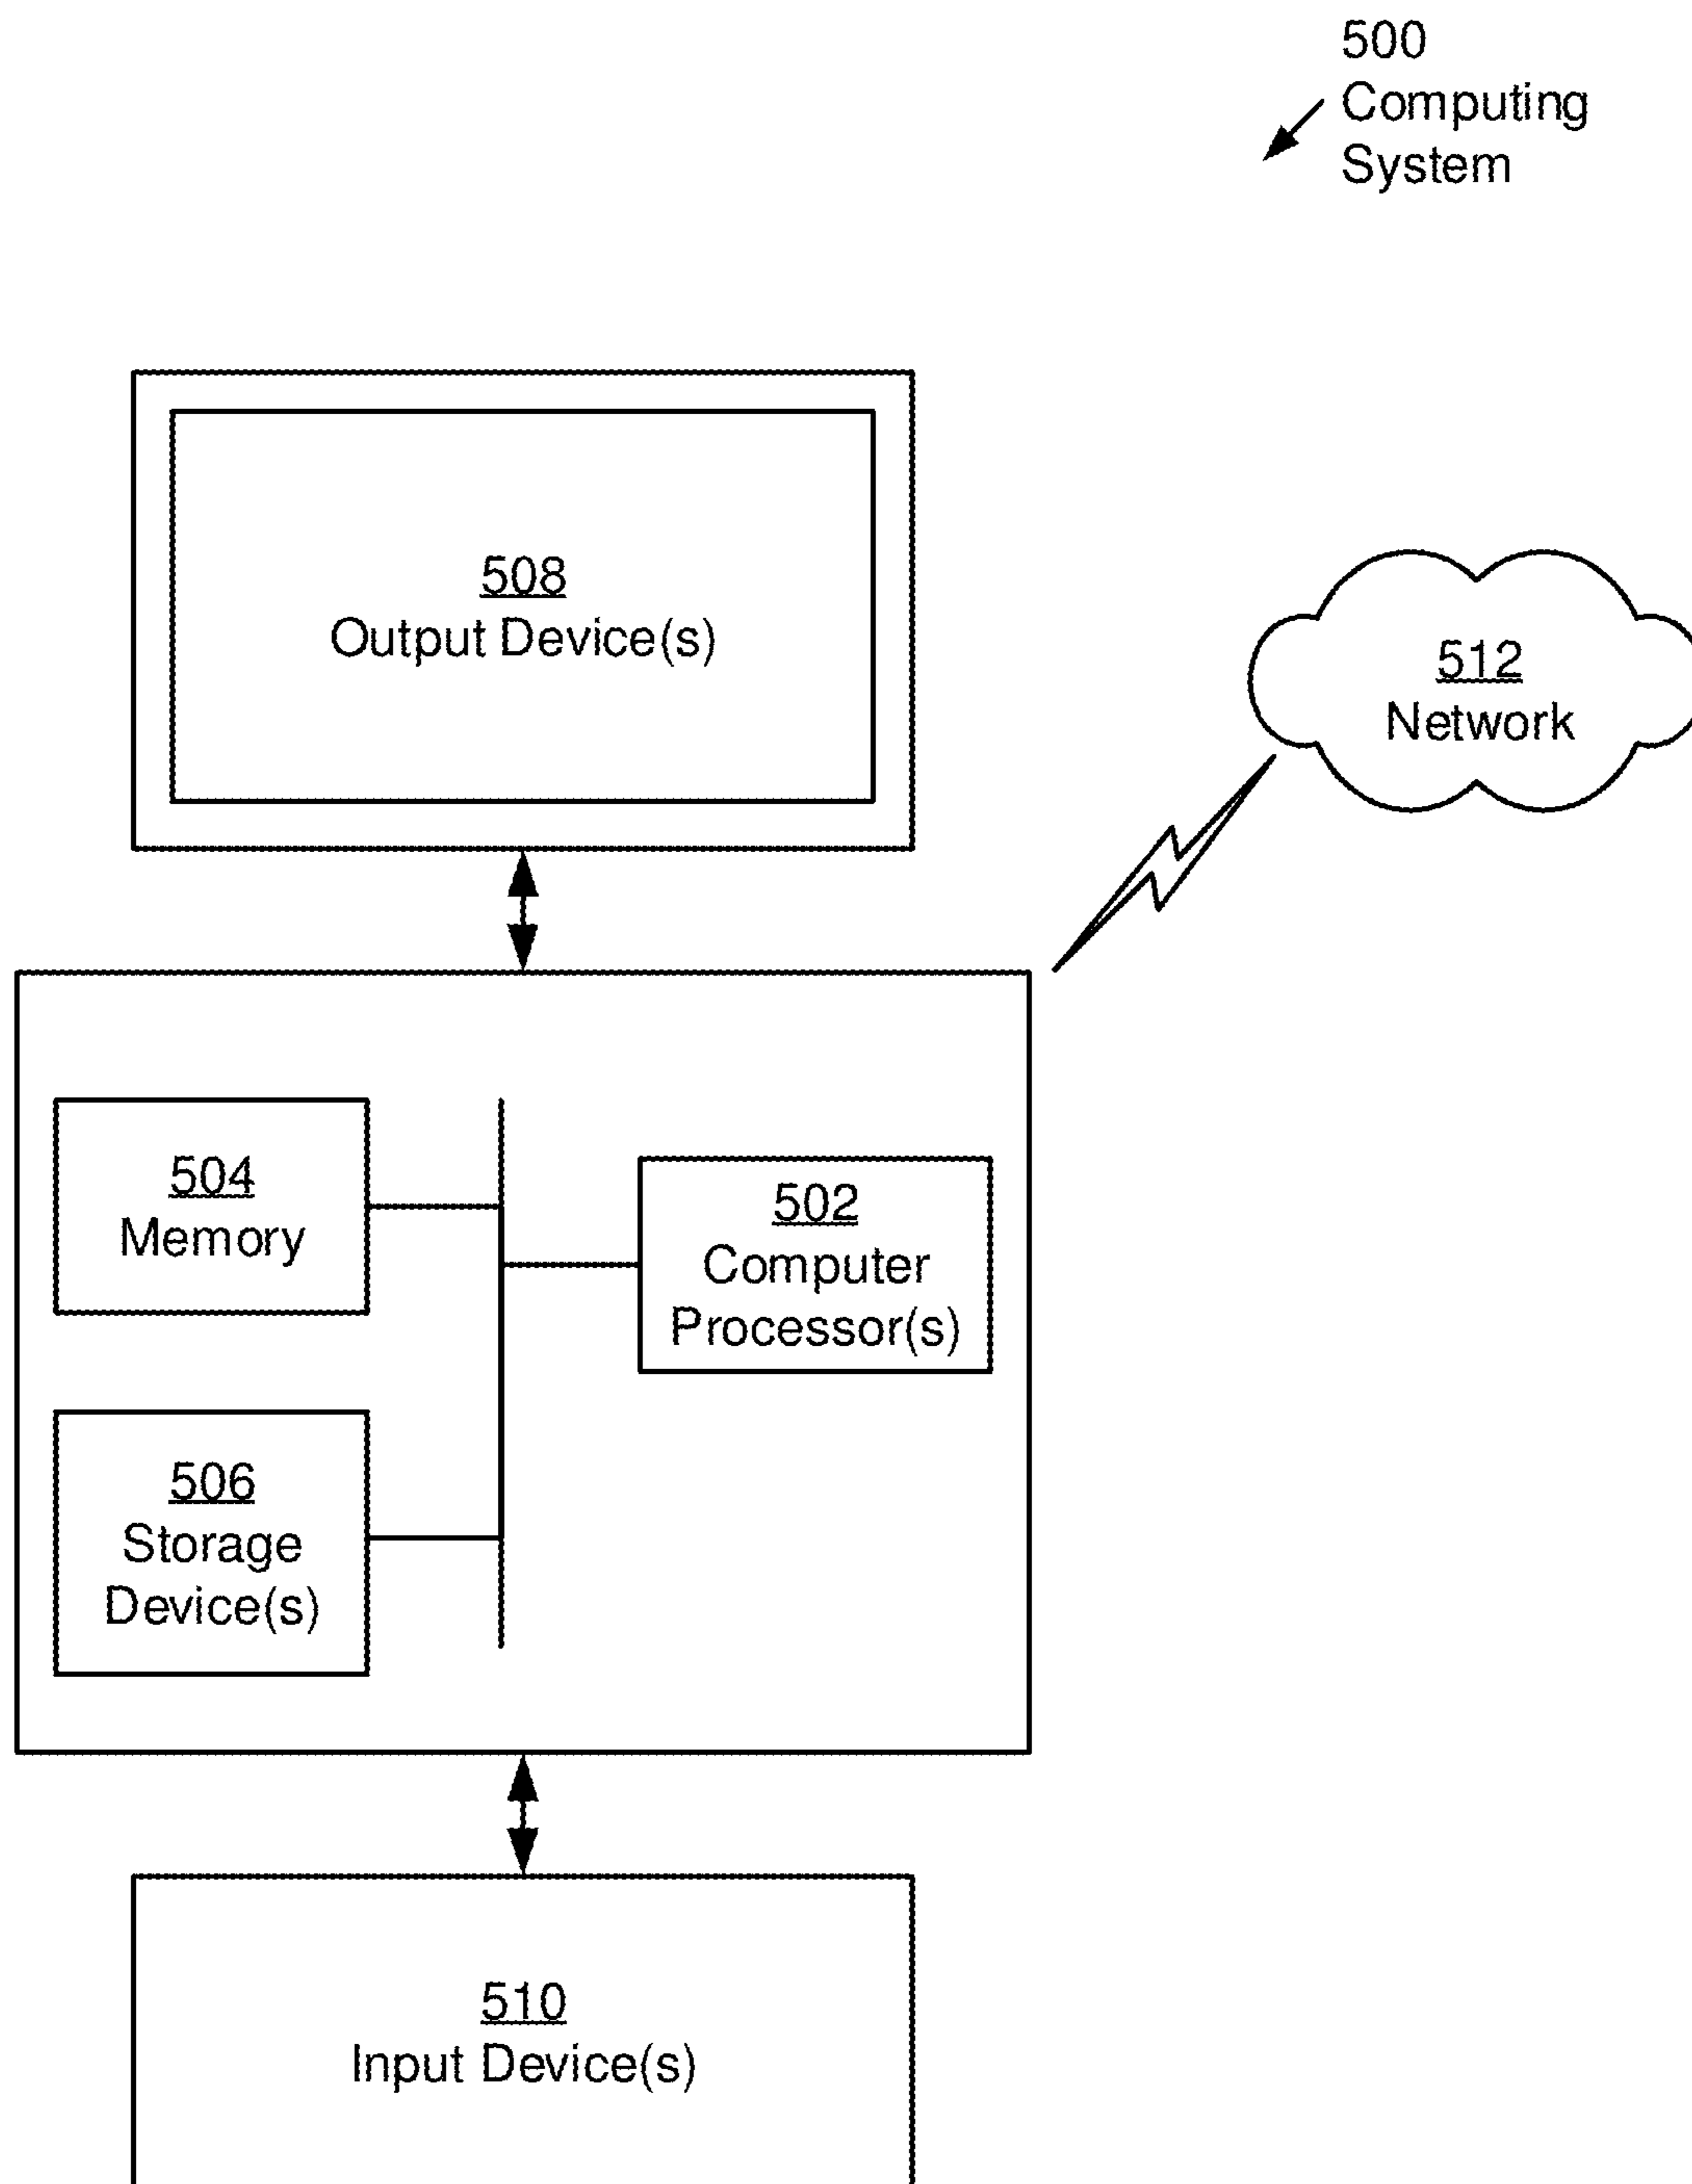 500
Computing
System
508
Output Device(s)
512
Network
504
Memory
502
Computer
Processor(s)
506
Storage
Device(s)
510
Input Device(s)